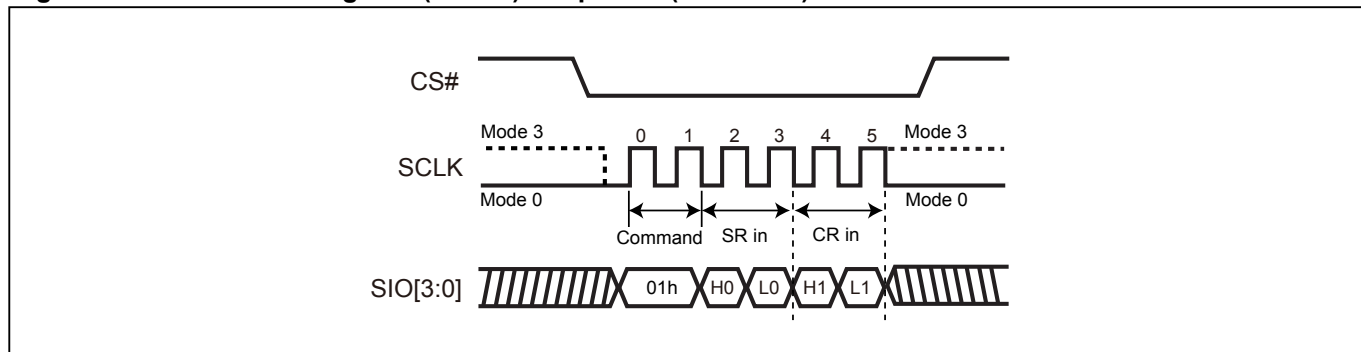 CS#
Mode 3 0 1 2 3 4 5 Mode 3
SCLK
Mode 0 Mode 0
Command SR in CR in
SIO[3:0] 01h H0 L0 H1 L1